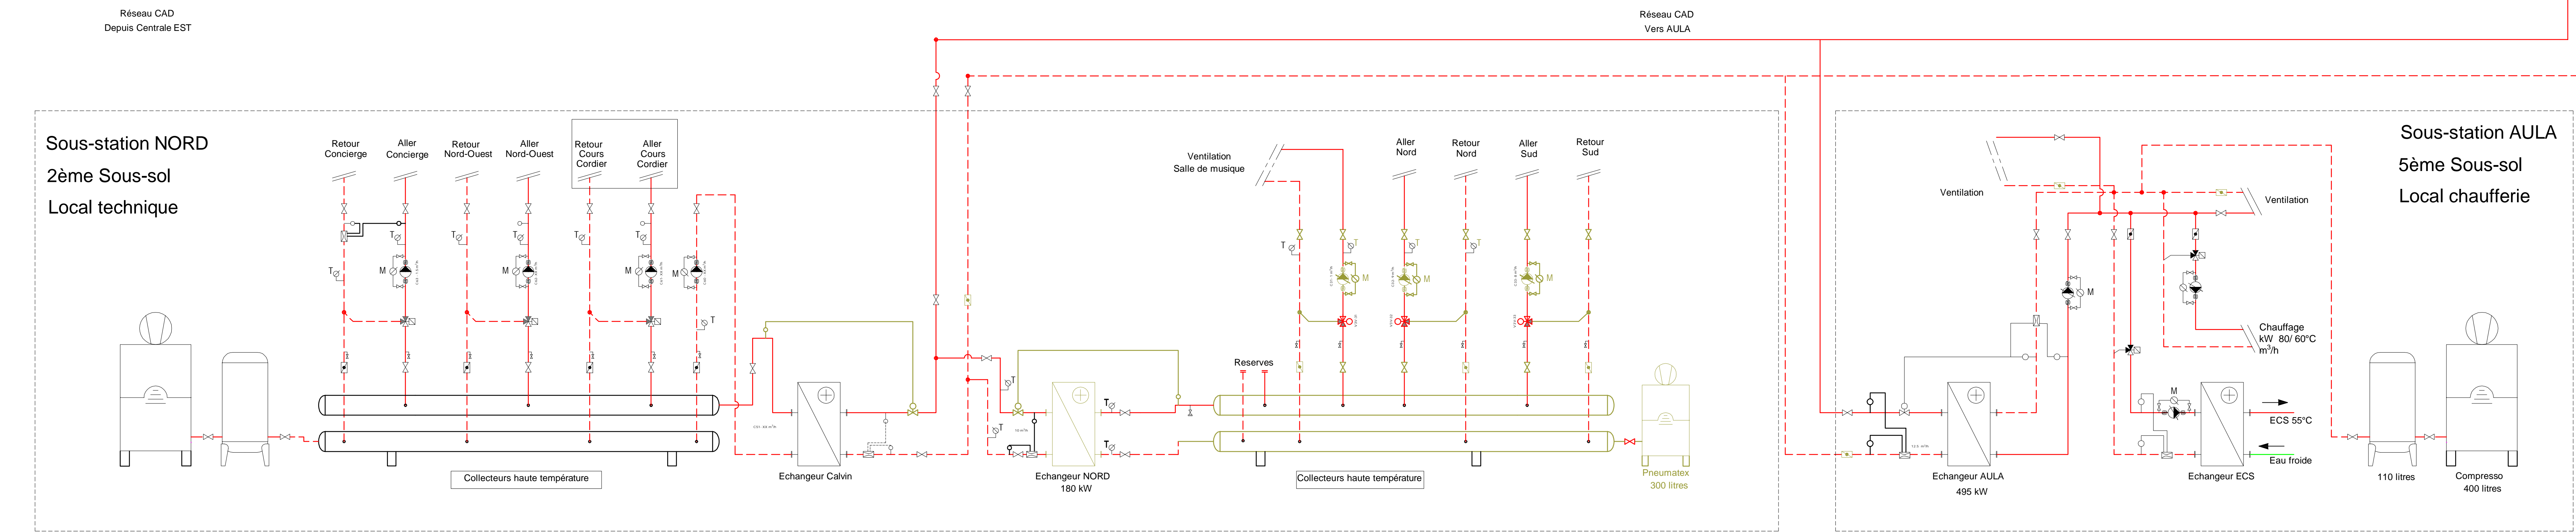 Réseau CAD
Depuis Centrale EST
Réseau CAD
Vers AULA
Sous-station NORD
2ème Sous-sol
Local technique
Retour
Concierge
Aller
Concierge
Retour
Nord-Ouest
Aller
Nord-Ouest
Retour
Cours
Cordier
Aller
Cours
Cordier
T
T
T
T
T
T
M
M
M
M
T
Collecteurs haute température
Echangeur Calvin
T
T
T
T
Echangeur NORD
180 kW
Ventilation
Salle de musique
Aller
Nord
Retour
Nord
Aller
Sud
Retour
Sud
T
T
T
T
M
M
M
Reserves
Collecteurs haute température
Pneumatex
300 litres
Sous-station AULA
5ème Sous-sol
Local chaufferie
Ventilation
Ventilation
M
Chauffage
kW 80/ 60°C
m³/h
M
ECS 55°C
Eau froide
Echangeur AULA
495 kW
Echangeur ECS
110 litres
Compresso
400 litres